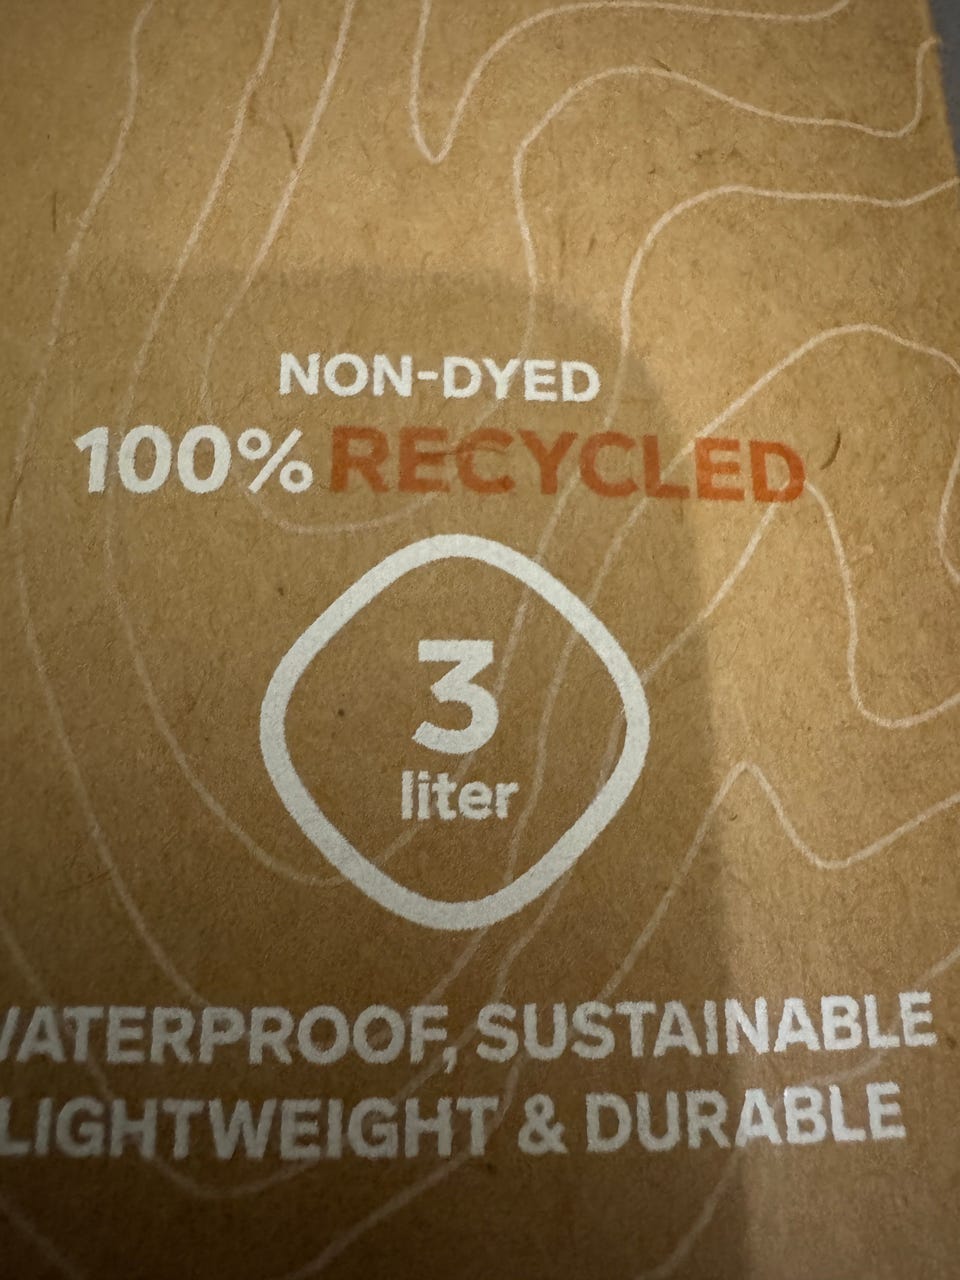 NON-DYED
100% RECYCLED
3
liter
WATERPROOF, SUSTAINABLE
LIGHTWEIGHT & DURABLE